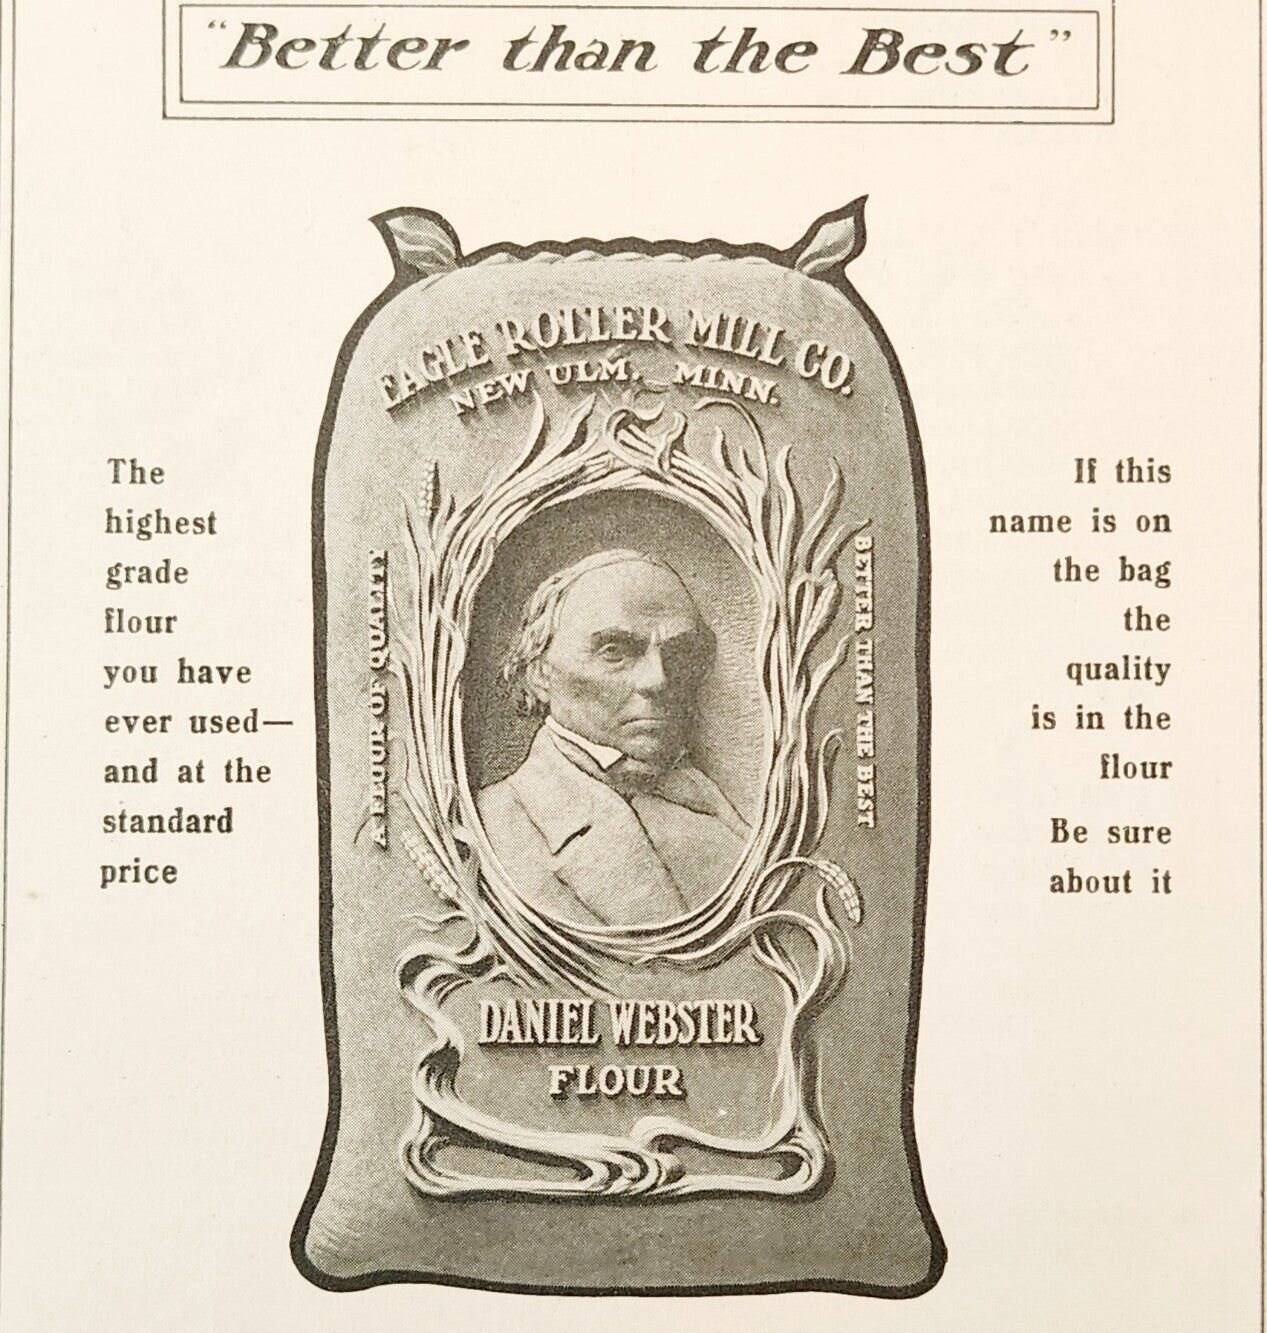 "Better than the Best"
EAGLE ROLLER MILL CO.
NEW ULM. MINN.
The
highest
grade
flour
you have
ever used—
and at the
standard
price
A FLOUR OF QUALITY
BETTER THAN THE BEST
If this
name is on
the bag
the
quality
is in the
flour
Be sure
about it
DANIEL WEBSTER
FLOUR